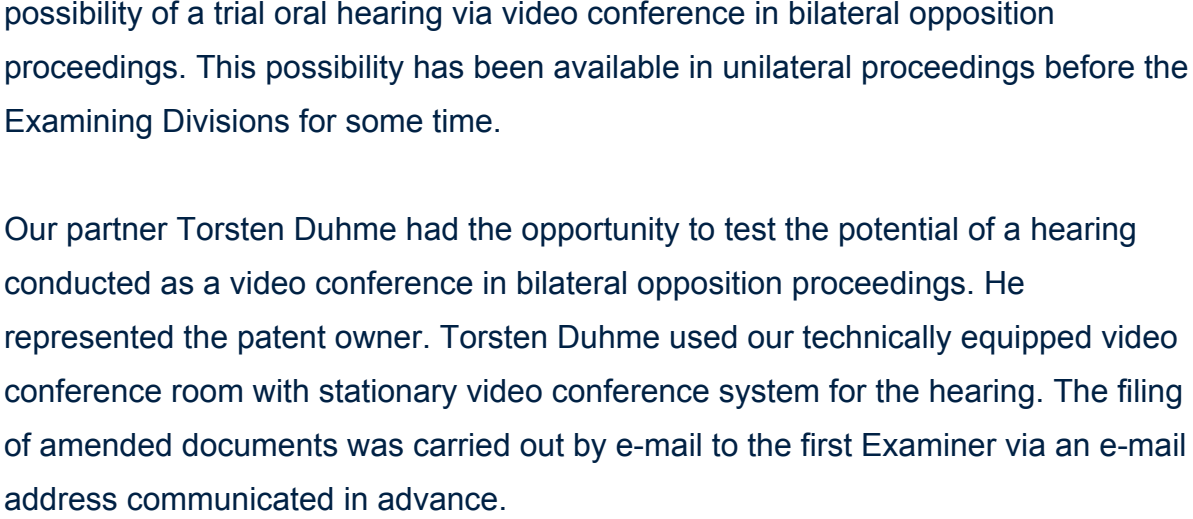 possibility of a trial oral hearing via video conference in bilateral opposition
proceedings. This possibility has been available in unilateral proceedings before the
Examining Divisions for some time.
Our partner Torsten Duhme had the opportunity to test the potential of a hearing
conducted as a video conference in bilateral opposition proceedings. He
represented the patent owner. Torsten Duhme used our technically equipped video
conference room with stationary video conference system for the hearing. The filing
of amended documents was carried out by e-mail to the first Examiner via an e-mail
address communicated in advance.